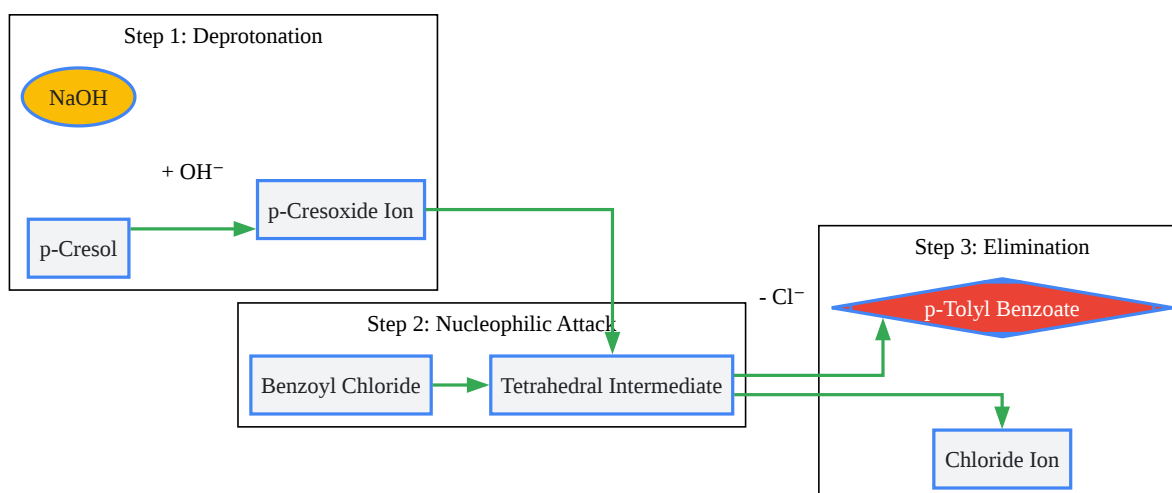 Step 1: Deprotonation
NaOH
+ OH⁻
p-Cresoxide Ion
p-Cresol
Step 2: Nucleophilic Attack
Benzoyl Chloride
Tetrahedral Intermediate
- Cl⁻
Step 3: Elimination
p-Tolyl Benzoate
Chloride Ion